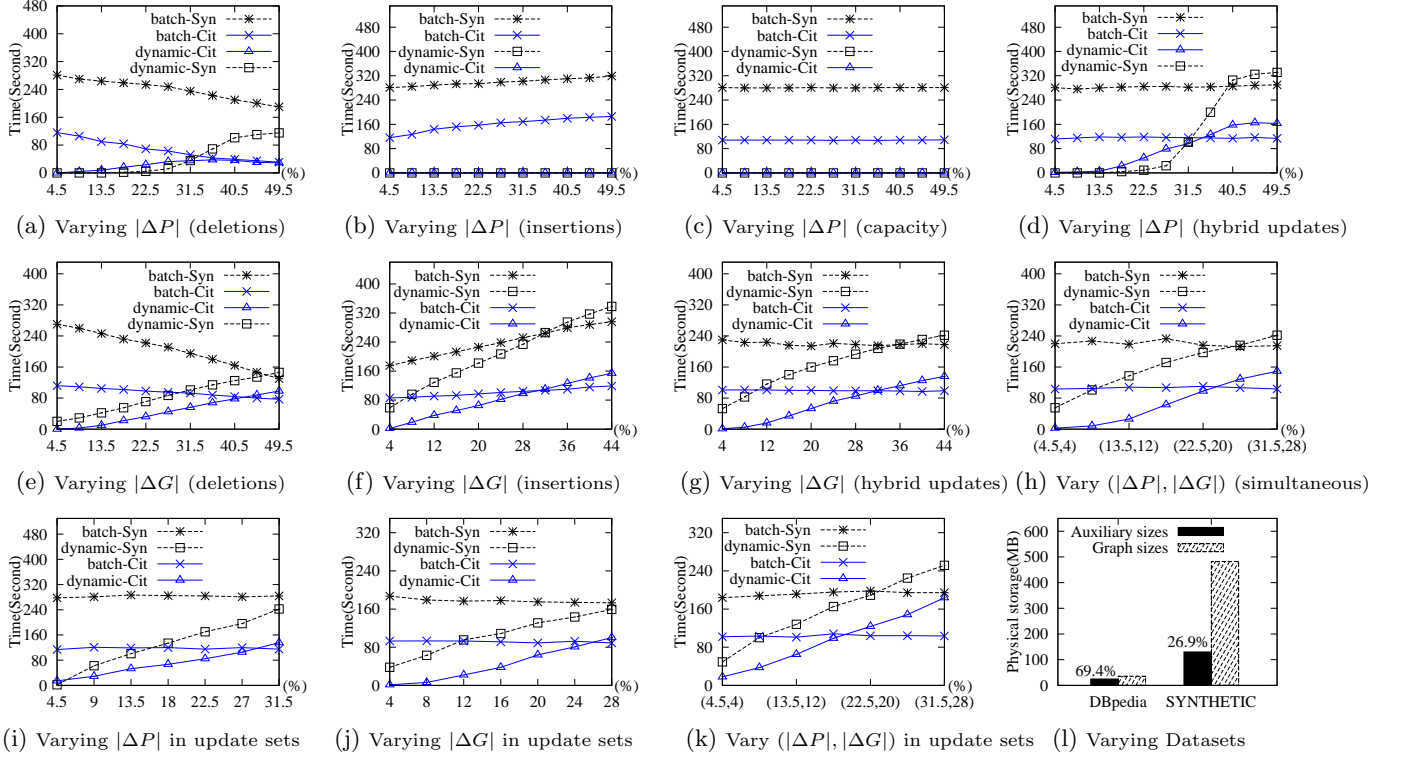 480
400
320
240
160
80
0
Time(Second)
batch-Syn
batch-Cit
dynamic-Cit
dynamic-Syn
4.5 13.5 22.5 31.5 40.5 49.5
(%)
(a) Varying |ΔP| (deletions)
560
480
400
320
240
160
80
0
Time(Second)
batch-Syn
batch-Cit
dynamic-Syn
dynamic-Cit
4.5 13.5 22.5 31.5 40.5 49.5
(%)
(b) Varying |ΔP| (insertions)
560
480
400
320
240
160
80
0
Time(Second)
batch-Syn
batch-Cit
dynamic-Syn
dynamic-Cit
4.5 13.5 22.5 31.5 40.5 49.5
(%)
(c) Varying |ΔP| (capacity)
560
480
400
320
240
160
80
0
Time(Second)
batch-Syn
batch-Cit
dynamic-Cit
dynamic-Syn
4.5 13.5 22.5 31.5 40.5 49.5
(%)
(d) Varying |ΔP| (hybrid updates)
400
320
240
160
80
0
Time(Second)
batch-Syn
batch-Cit
dynamic-Cit
dynamic-Syn
4.5 13.5 22.5 31.5 40.5 49.5
(%)
(e) Varying |ΔG| (deletions)
400
320
240
160
80
0
Time(Second)
batch-Syn
dynamic-Syn
batch-Cit
dynamic-Cit
4 12 20 28 36 44
(%)
(f) Varying |ΔG| (insertions)
400
320
240
160
80
0
Time(Second)
batch-Syn
dynamic-Syn
batch-Cit
dynamic-Cit
4 12 20 28 36 44
(%)
(g) Varying |ΔG| (hybrid updates)
400
320
240
160
80
0
Time(Second)
batch-Syn
dynamic-Syn
batch-Cit
dynamic-Cit
(4.5,4) (13.5,12) (22.5,20) (31.5,28)
(%)
(h) Vary (|ΔP|, |ΔG|) (simultaneous)
560
480
400
320
240
160
80
0
Time(Second)
batch-Syn
dynamic-Syn
batch-Cit
dynamic-Cit
4.5 9 13.5 18 22.5 27 31.5
(%)
(i) Varying |ΔP| in update sets
320
240
160
80
0
Time(Second)
batch-Syn
dynamic-Syn
batch-Cit
dynamic-Cit
4 8 12 16 20 24 28
(%)
(j) Varying |ΔG| in update sets
350
300
250
200
150
100
50
0
Time(Second)
batch-Syn
dynamic-Syn
batch-Cit
dynamic-Cit
(4.5,4) (13.5,12) (22.5,20) (31.5,28)
(%)
(k) Vary (|ΔP|, |ΔG|) in update sets
600
500
400
300
200
100
0
Physical storage(MB)
Auxiliary sizes
Graph sizes
69.4%
26.9%
DBpedia SYNTHETIC
(l) Varying Datasets